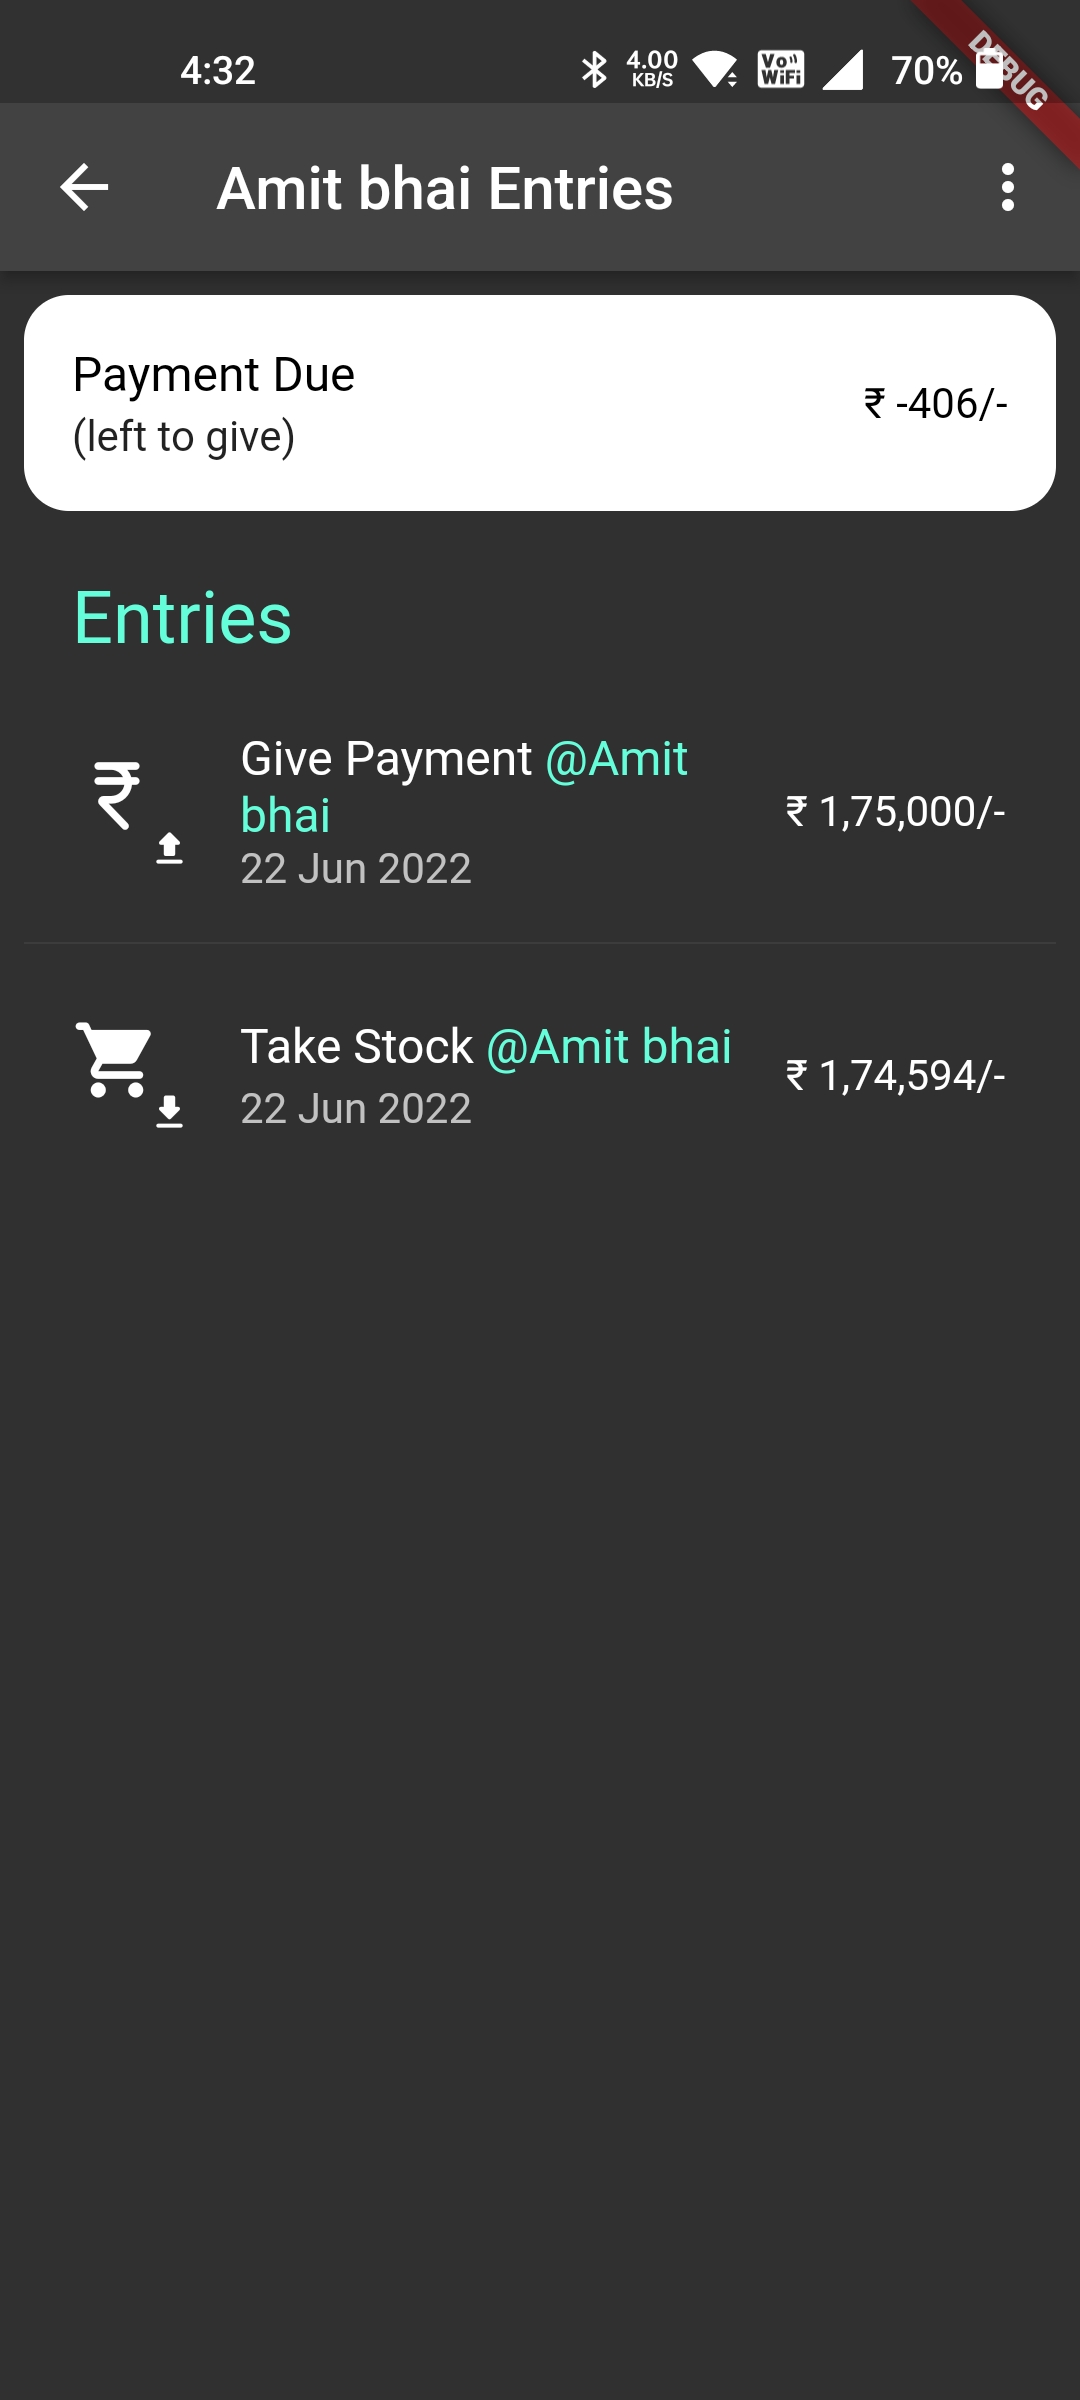 4:32
4.00
KB/S
Vo
WiFi
70%
DEBUG
Amit bhai Entries
Payment Due
(left to give)
₹ -406/-
Entries
Give Payment @Amit
bhai
22 Jun 2022
₹ 1,75,000/-
Take Stock @Amit bhai
22 Jun 2022
₹ 1,74,594/-